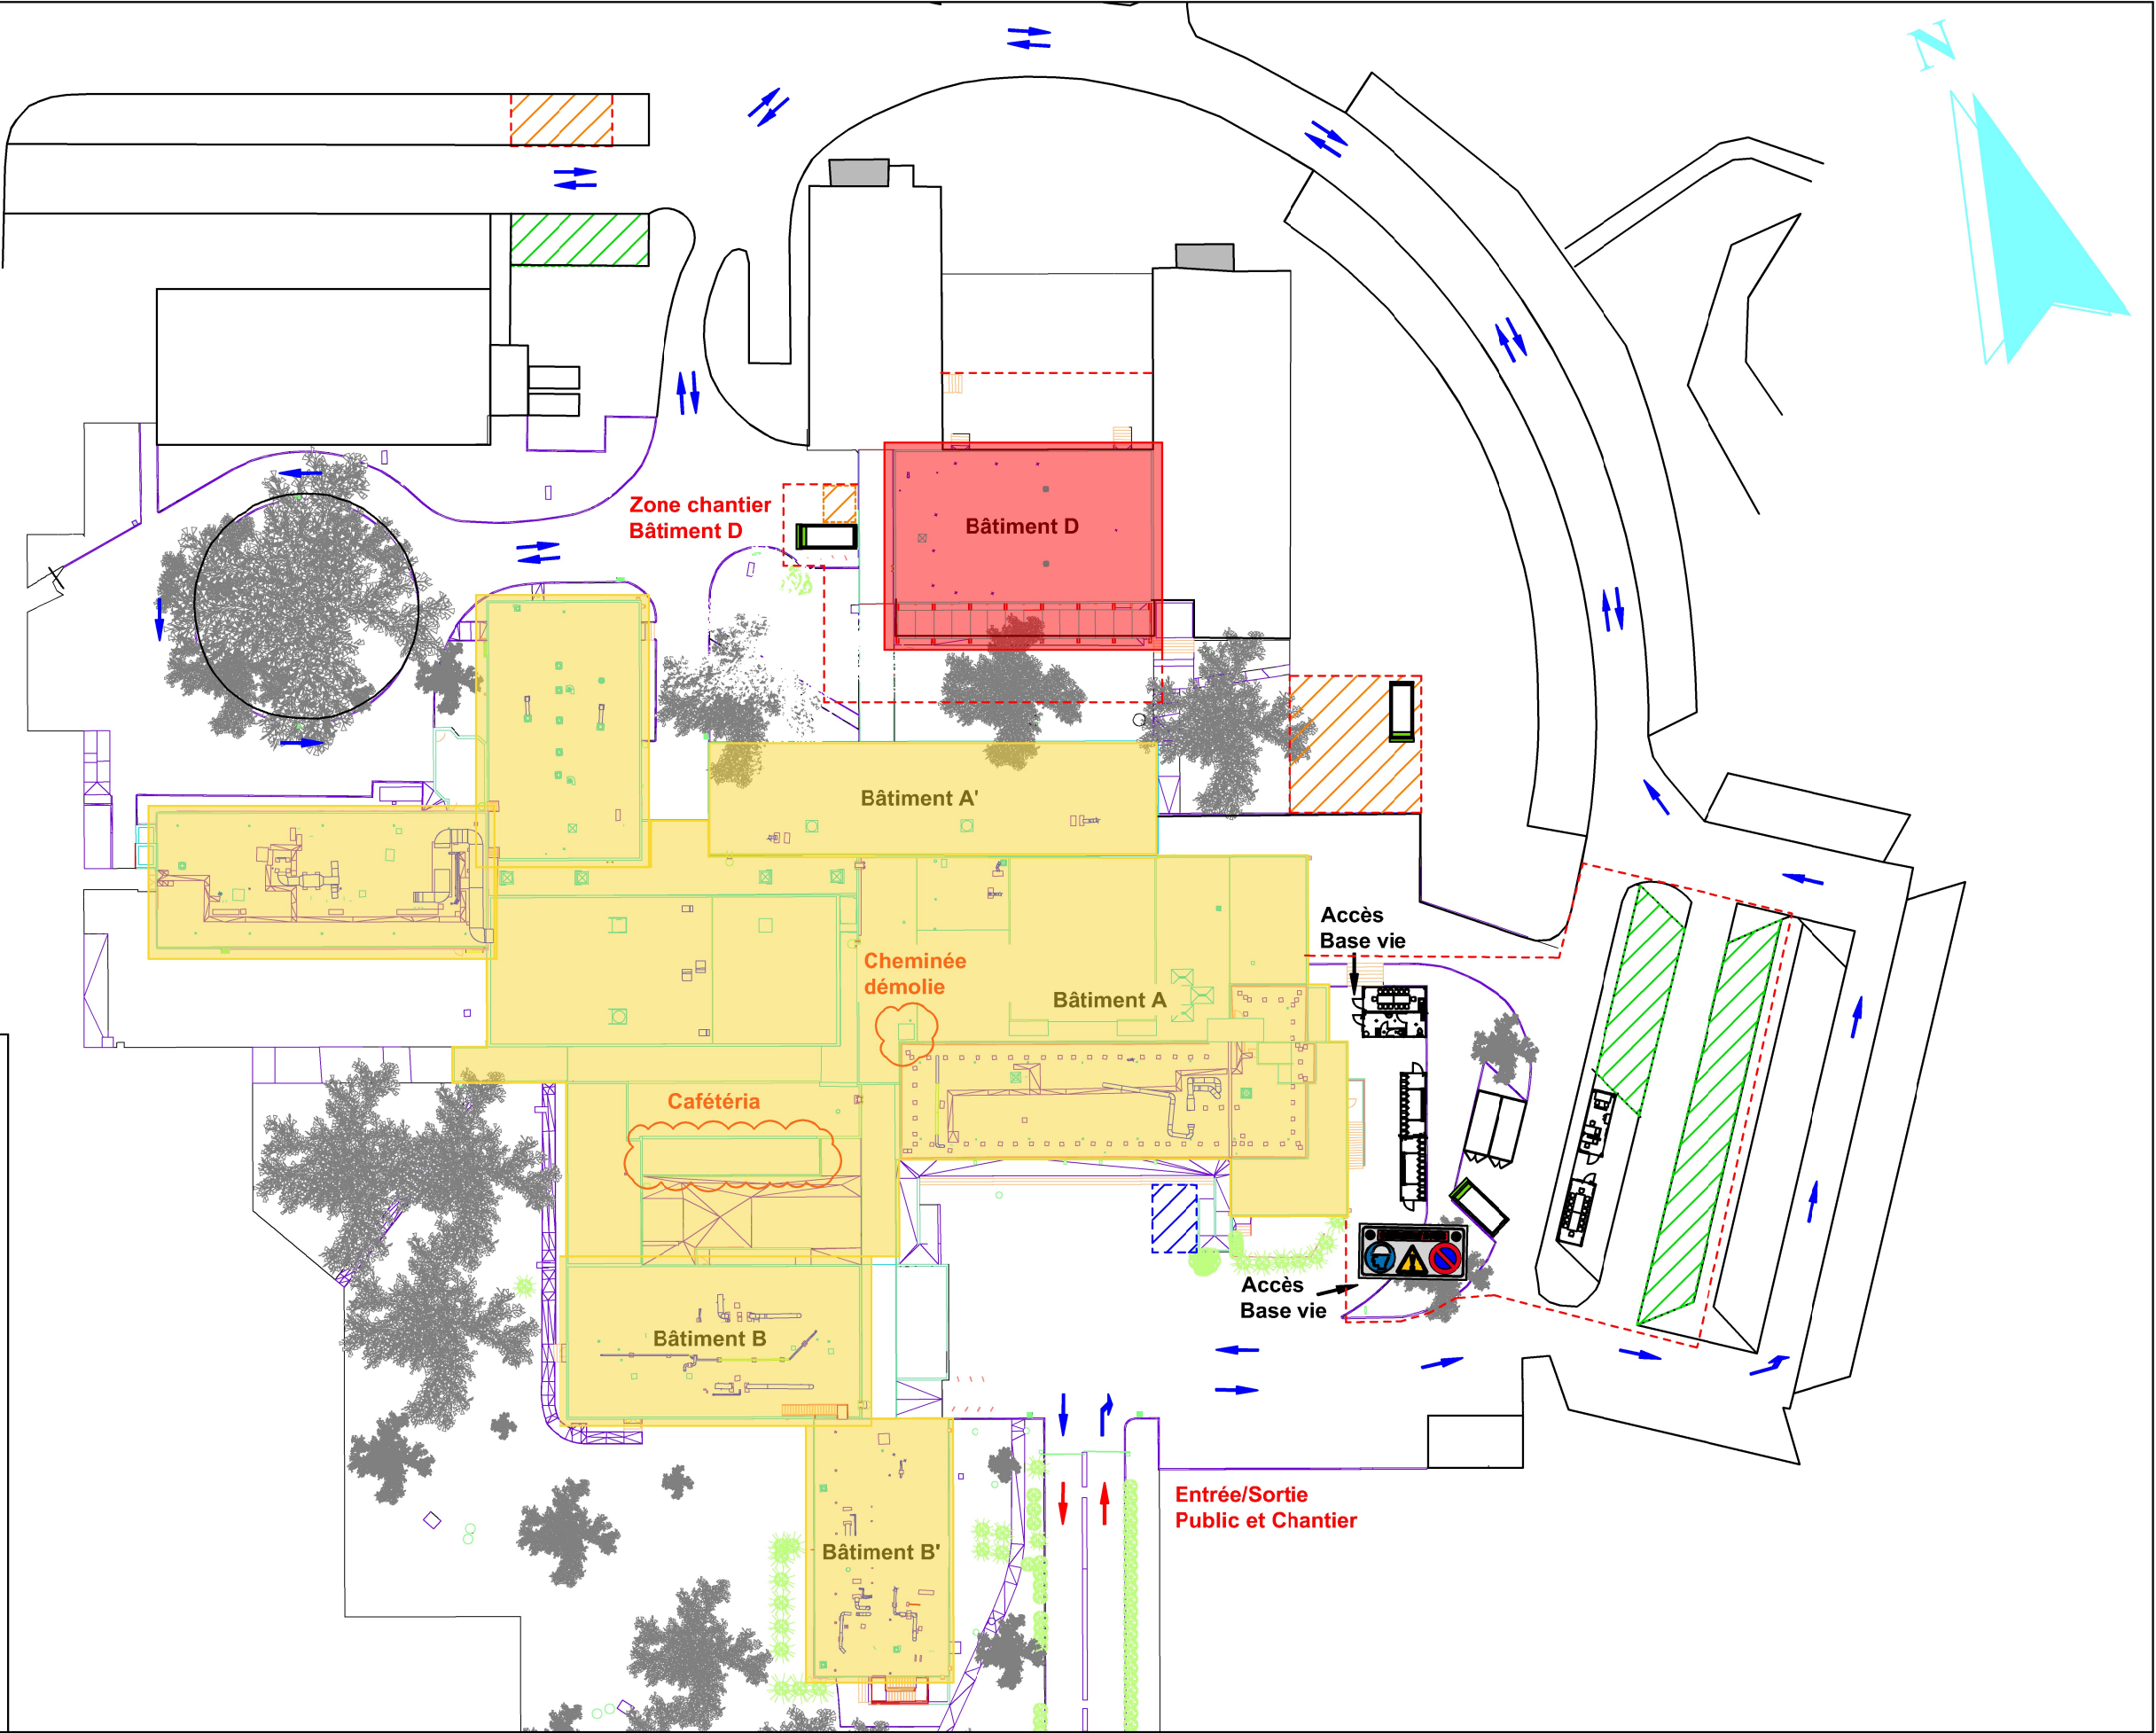 N
Zone chantier
Bâtiment D
Bâtiment D
Bâtiment A'
Accès
Base vie
Cheminée
démolie
Bâtiment A
Cafétéria
Accès
Base vie
Bâtiment B
Entrée/Sortie
Public et Chantier
Bâtiment B'